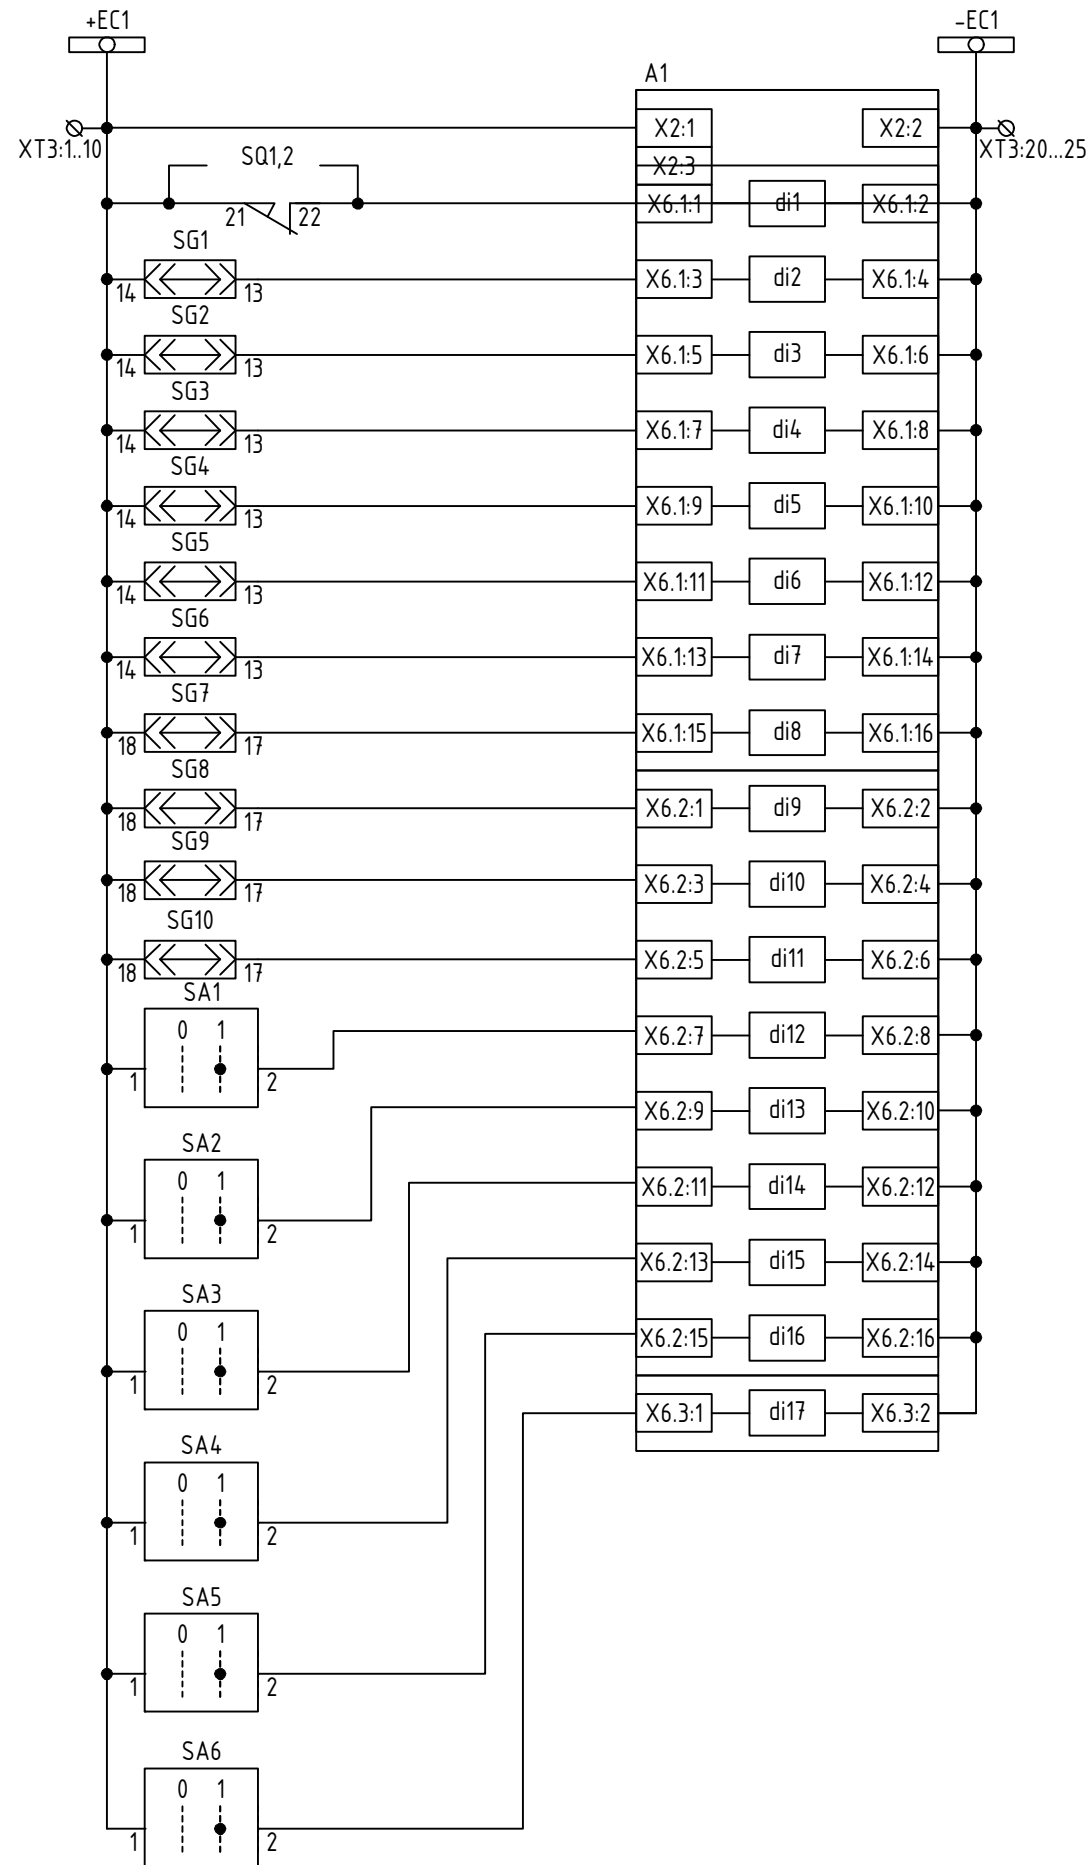 +EC1 -EC1
A1
XT3:1..10 X2:1 X2:2 XT3:20...25
X2:3
SQ1,2
21 22 X6.1:1 di1 X6.1:2
SG1
14 13 X6.1:3 di2 X6.1:4
SG2
14 13 X6.1:5 di3 X6.1:6
SG3
14 13 X6.1:7 di4 X6.1:8
SG4
14 13 X6.1:9 di5 X6.1:10
SG5
14 13 X6.1:11 di6 X6.1:12
SG6
14 13 X6.1:13 di7 X6.1:14
SG7
18 17 X6.1:15 di8 X6.1:16
SG8
18 17 X6.2:1 di9 X6.2:2
SG9
18 17 X6.2:3 di10 X6.2:4
SG10
18 17 X6.2:5 di11 X6.2:6
SA1
0 1
1 2 X6.2:7 di12 X6.2:8
X6.2:9 di13 X6.2:10
SA2
0 1
1 2 X6.2:11 di14 X6.2:12
X6.2:13 di15 X6.2:14
SA3
0 1
1 2 X6.2:15 di16 X6.2:16
X6.3:1 di17 X6.3:2
SA4
0 1
1 2
SA5
0 1
1 2
SA6
0 1
1 2